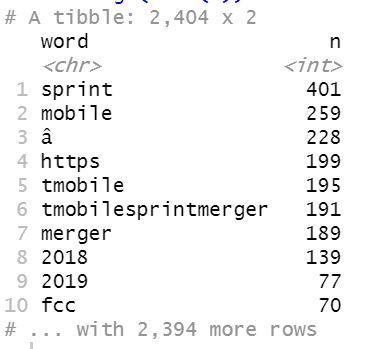 # A tibble: 2,404 x 2
word n
<chr> <int>
1 sprint 401
2 mobile 259
3 â 228
4 https 199
5 tmobile 195
6 tmobilesprintmerger 191
7 merger 189
8 2018 139
9 2019 77
10 fcc 70
# ... with 2,394 more rows